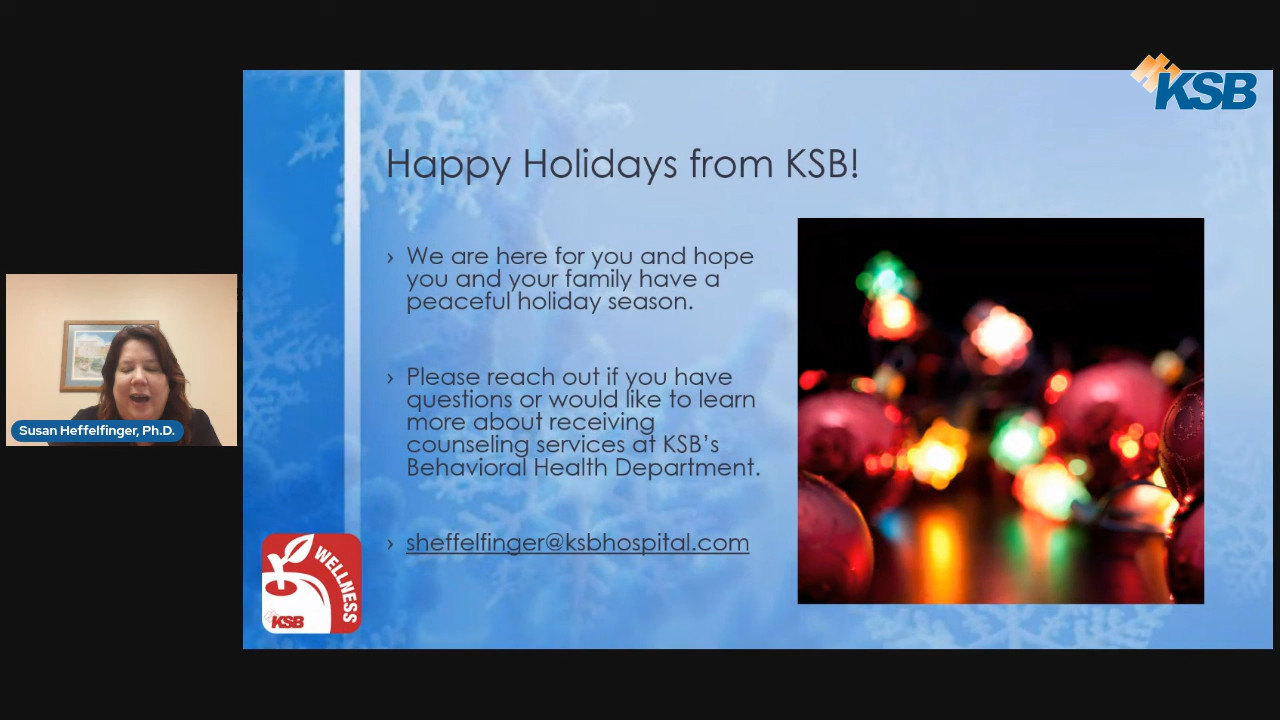 KSB
Happy Holidays from KSB!
› We are here for you and hope
you and your family have a
peaceful holiday season.
› Please reach out if you have
questions or would like to learn
more about receiving
counseling services at KSB’s
Behavioral Health Department.
› sheffelfinger@ksbhospital.com
Susan Heffelfinger, Ph.D.
WELLNESS
KSB